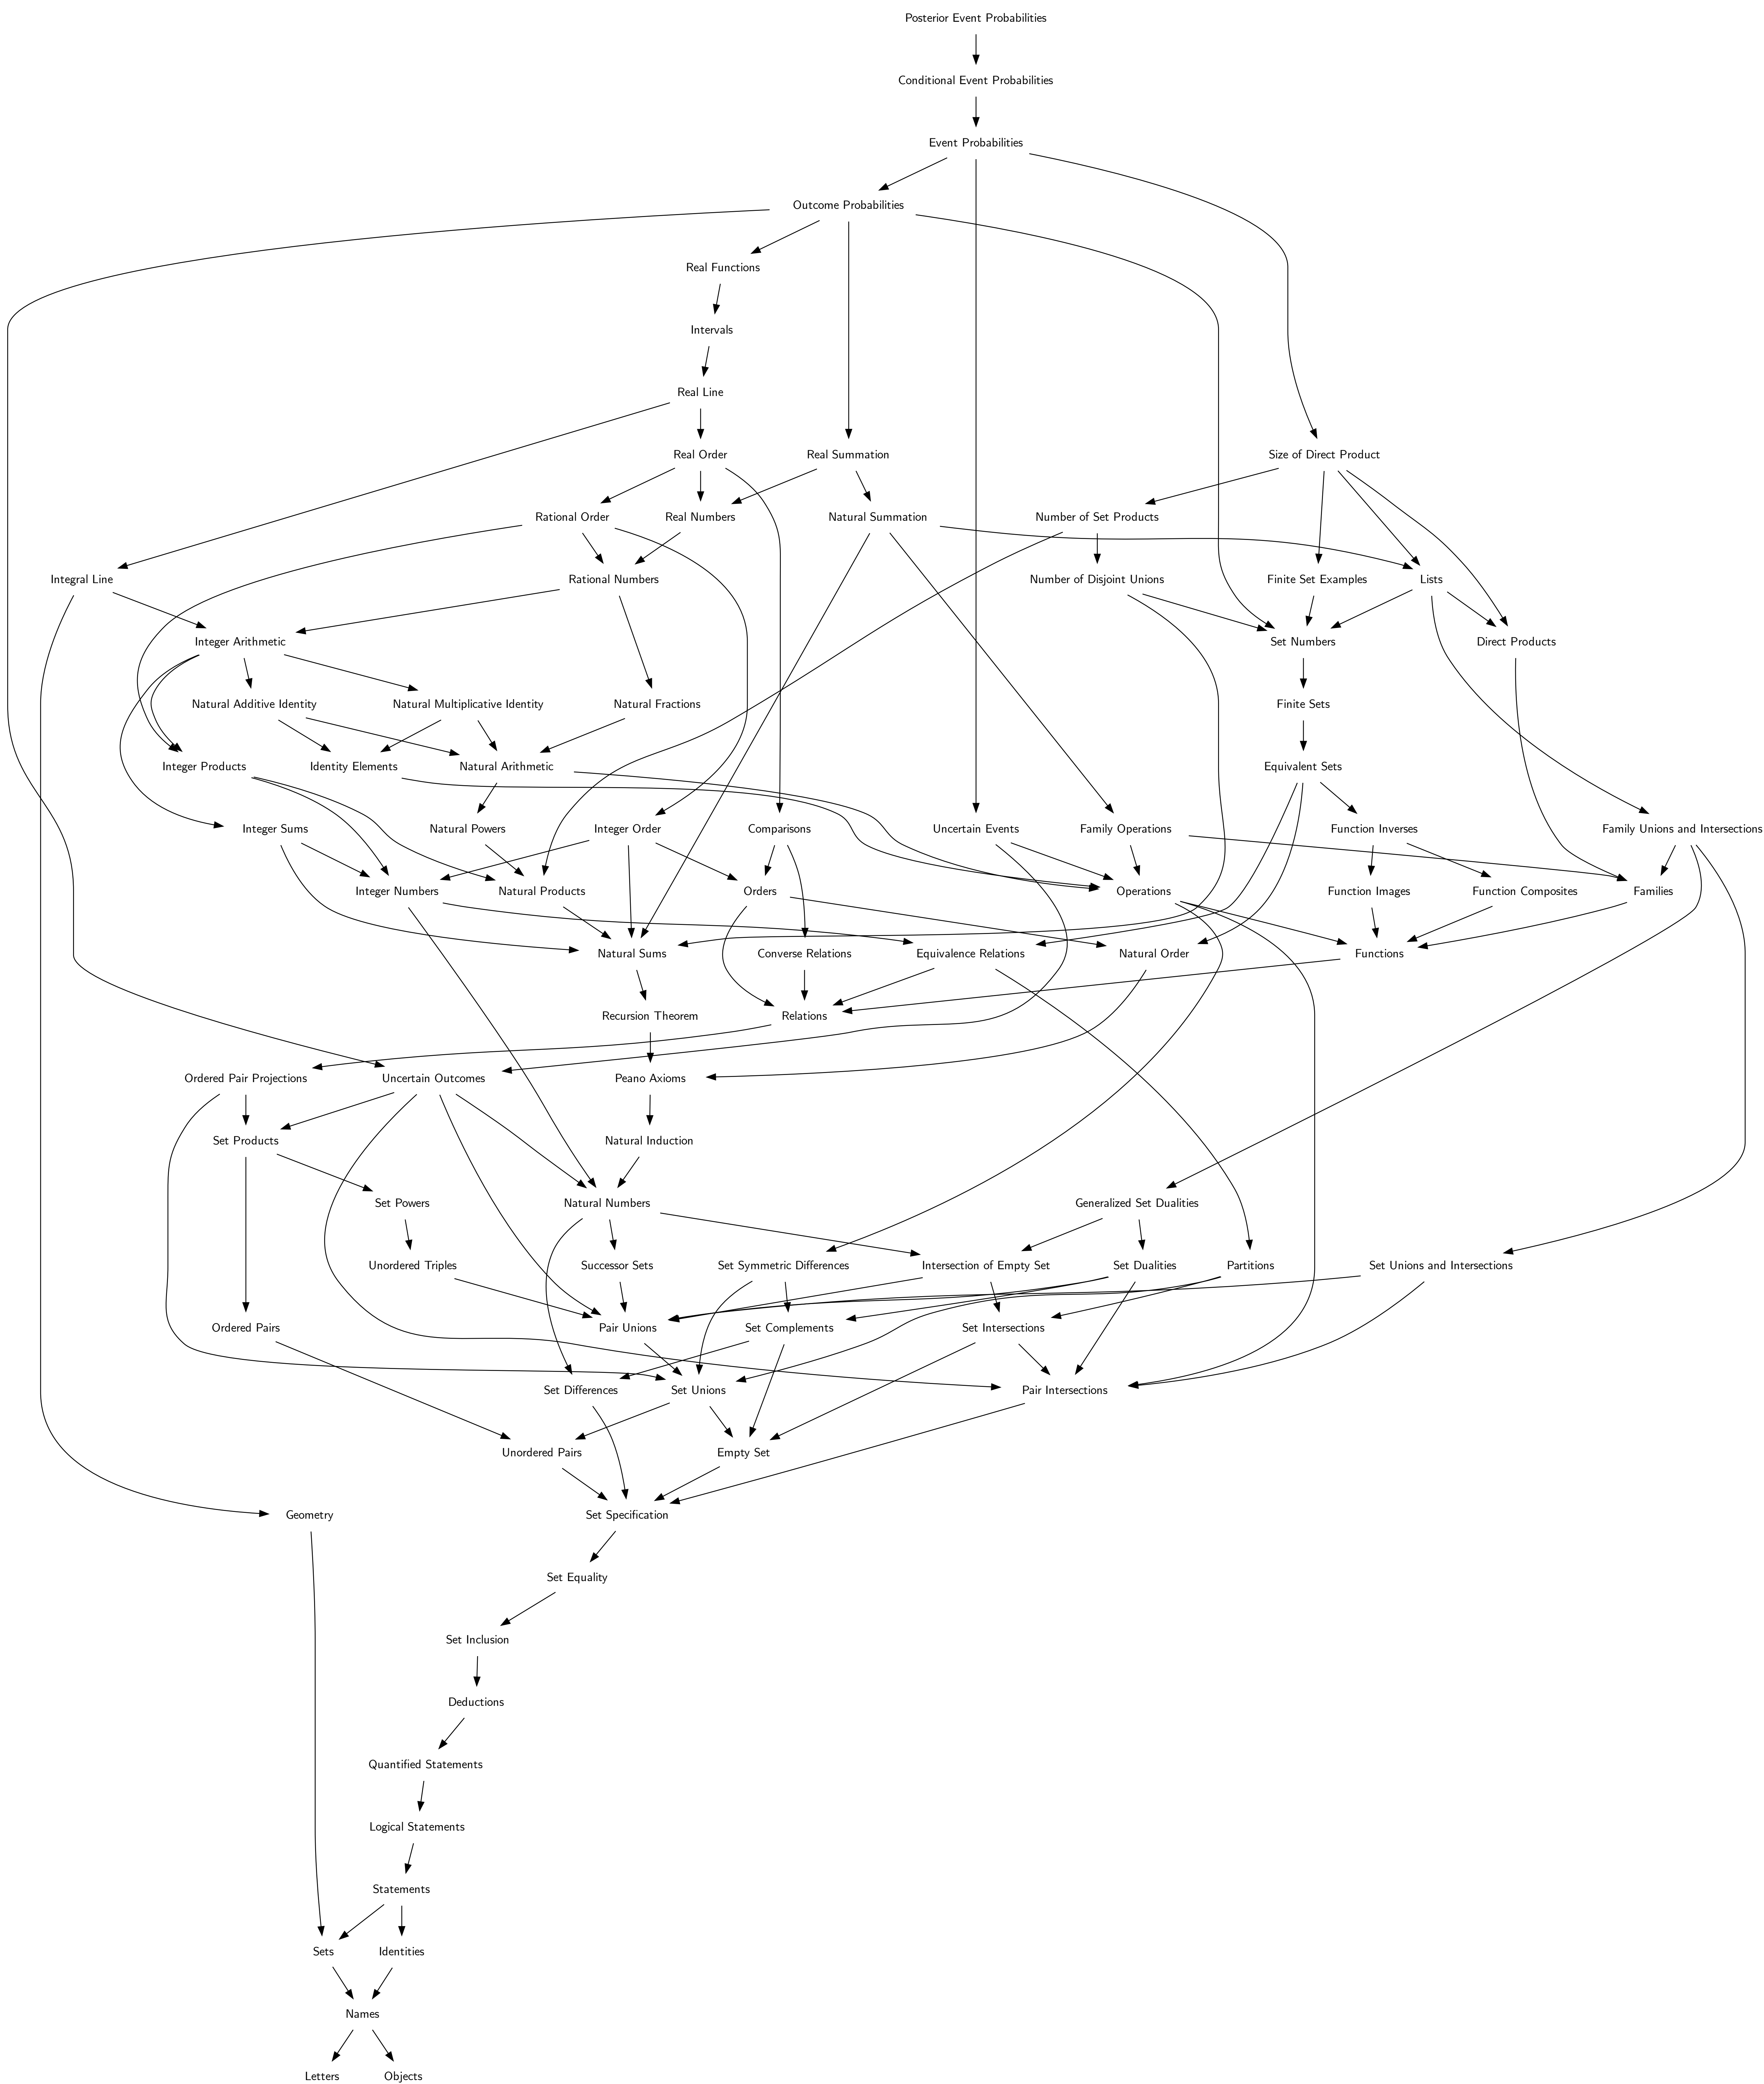 Posterior Event Probabilities
Conditional Event Probabilities
Event Probabilities
Outcome Probabilities
Real Functions
Intervals
Real Line
Real Order
Real Summation
Size of Direct Product
Rational Order
Real Numbers
Natural Summation
Number of Set Products
Integral Line
Rational Numbers
Number of Disjoint Unions
Finite Set Examples
Lists
Integer Arithmetic
Set Numbers
Direct Products
Natural Additive Identity
Natural Multiplicative Identity
Natural Fractions
Finite Sets
Integer Products
Identity Elements
Natural Arithmetic
Equivalent Sets
Integer Sums
Natural Powers
Integer Order
Comparisons
Uncertain Events
Family Operations
Function Inverses
Family Unions and Intersections
Integer Numbers
Natural Products
Orders
Operations
Function Images
Function Composites
Families
Natural Sums
Converse Relations
Equivalence Relations
Natural Order
Functions
Recursion Theorem
Relations
Ordered Pair Projections
Uncertain Outcomes
Peano Axioms
Set Products
Natural Induction
Set Powers
Natural Numbers
Generalized Set Dualities
Unordered Triples
Successor Sets
Set Symmetric Differences
Intersection of Empty Set
Set Dualities
Partitions
Set Unions and Intersections
Ordered Pairs
Pair Unions
Set Complements
Set Intersections
Set Differences
Set Unions
Pair Intersections
Unordered Pairs
Empty Set
Geometry
Set Specification
Set Equality
Set Inclusion
Deductions
Quantified Statements
Logical Statements
Statements
Sets
Identities
Names
Letters
Objects